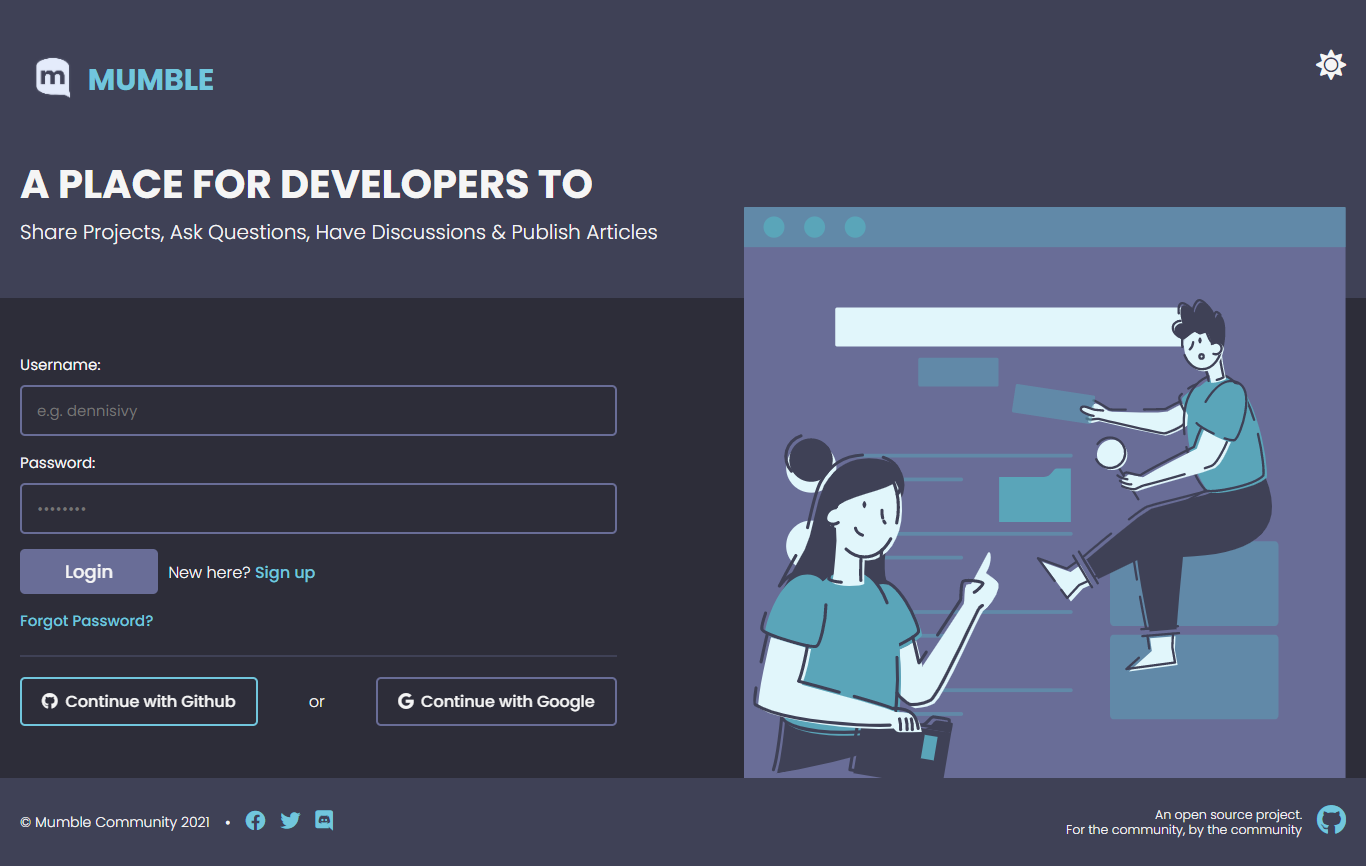 m MUMBLE
A PLACE FOR DEVELOPERS TO
Share Projects, Ask Questions, Have Discussions & Publish Articles
Username:
e.g. dennisivy
Password:
••••••••
Login New here? Sign up
Forgot Password?
Continue with Github or G Continue with Google
© Mumble Community 2021 •
An open source project.
For the community, by the community